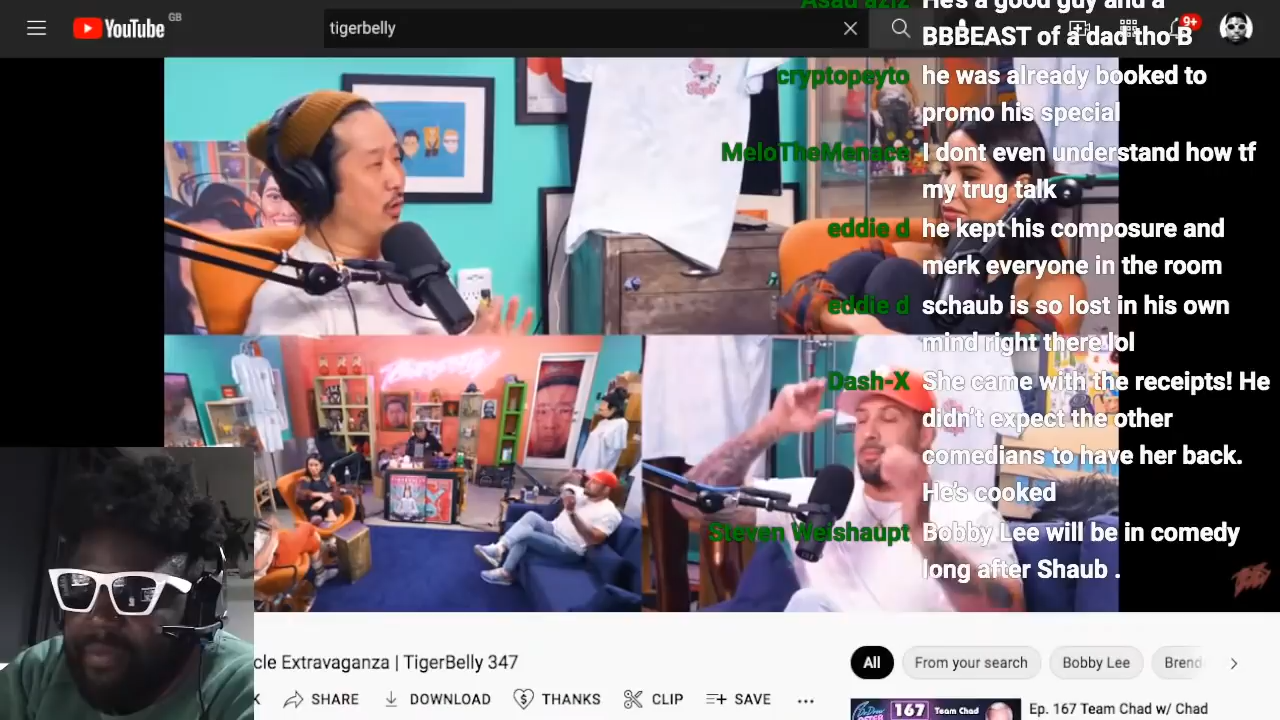 YouTube GB
tigerbelly
9+
He's a good guy and a
BBBEAST of a dad tho B
cryptopeyto he was already booked to
promo his special
MeloTheMenace I dont even understand how tf
my trug talk
eddie d he kept his composure and
merk everyone in the room
eddie d schaub is so lost in his own
mind right there lol
Dash-X She came with the receipts! He
didn't expect the other
comedians to have her back.
He's cooked
Steven Weishaupt Bobby Lee will be in comedy
long after Shaub .
cle Extravaganza | TigerBelly 347
SHARE DOWNLOAD THANKS CLIP SAVE
All From your search Bobby Lee Brend
167 Team Chad
Ep. 167 Team Chad w/ Chad